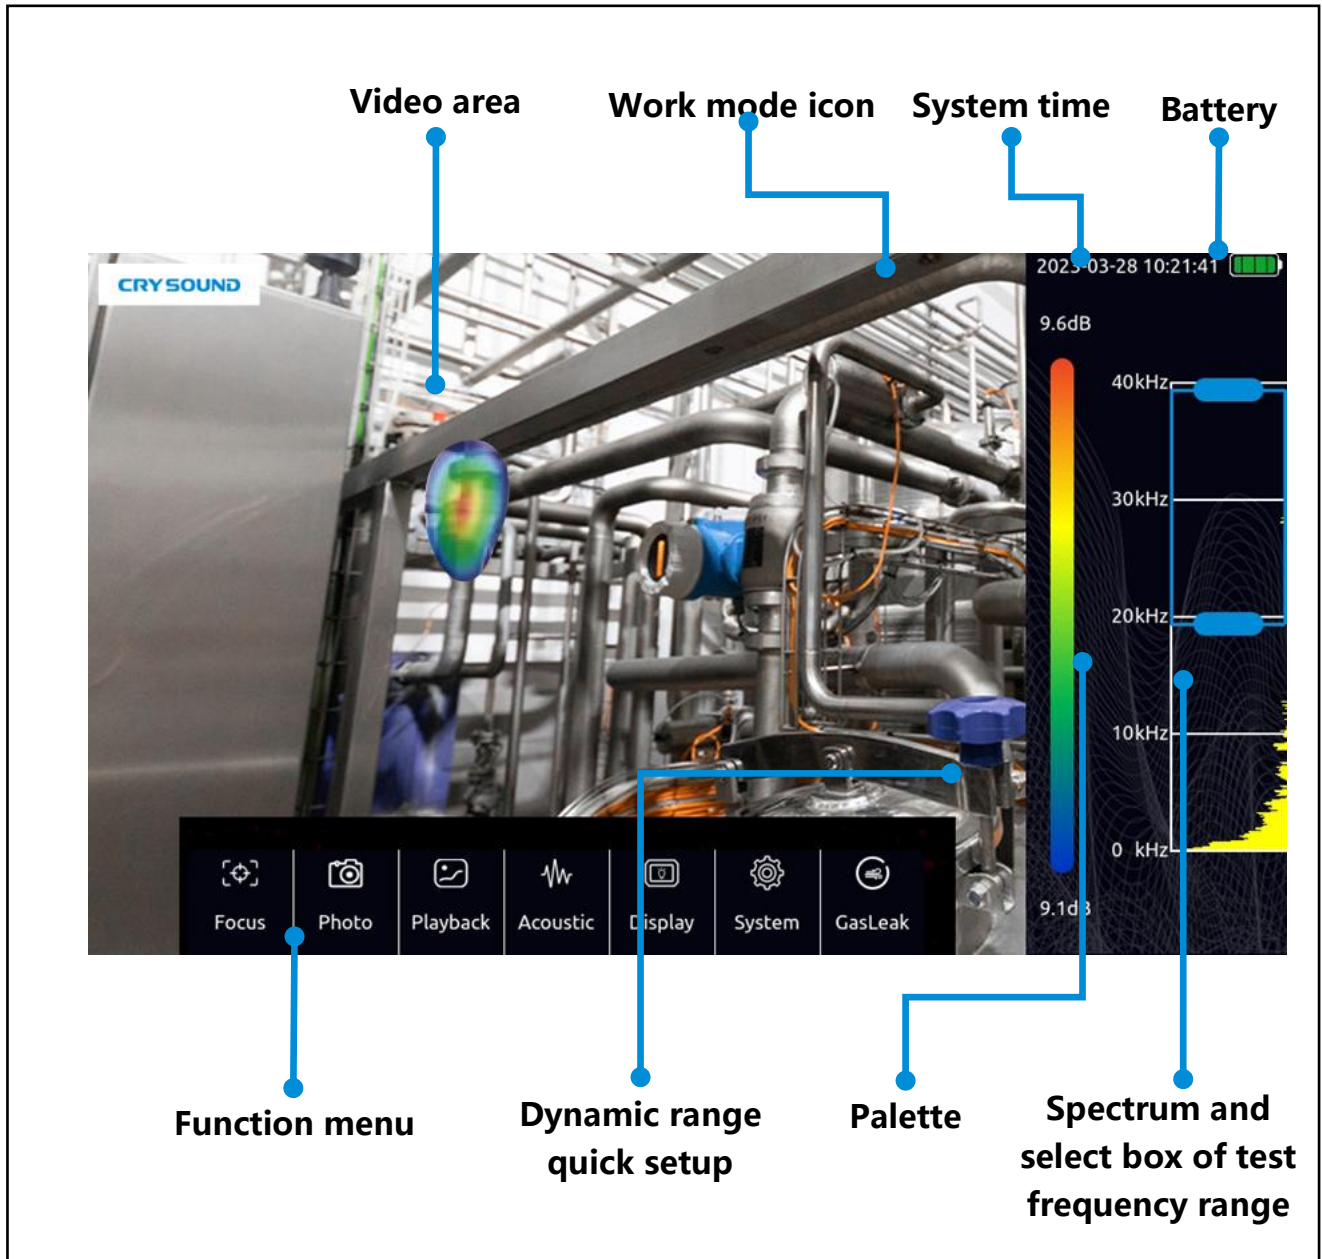 Video area
Work mode icon
System time
Battery
CRY SOUND
2023-03-28 10:21:41
9.6dB
40kHz
30kHz
20kHz
10kHz
0 kHz
9.1dB
Focus
Photo
Playback
Acoustic
Display
System
GasLeak
Function menu
Dynamic range
quick setup
Palette
Spectrum and
select box of test
frequency range